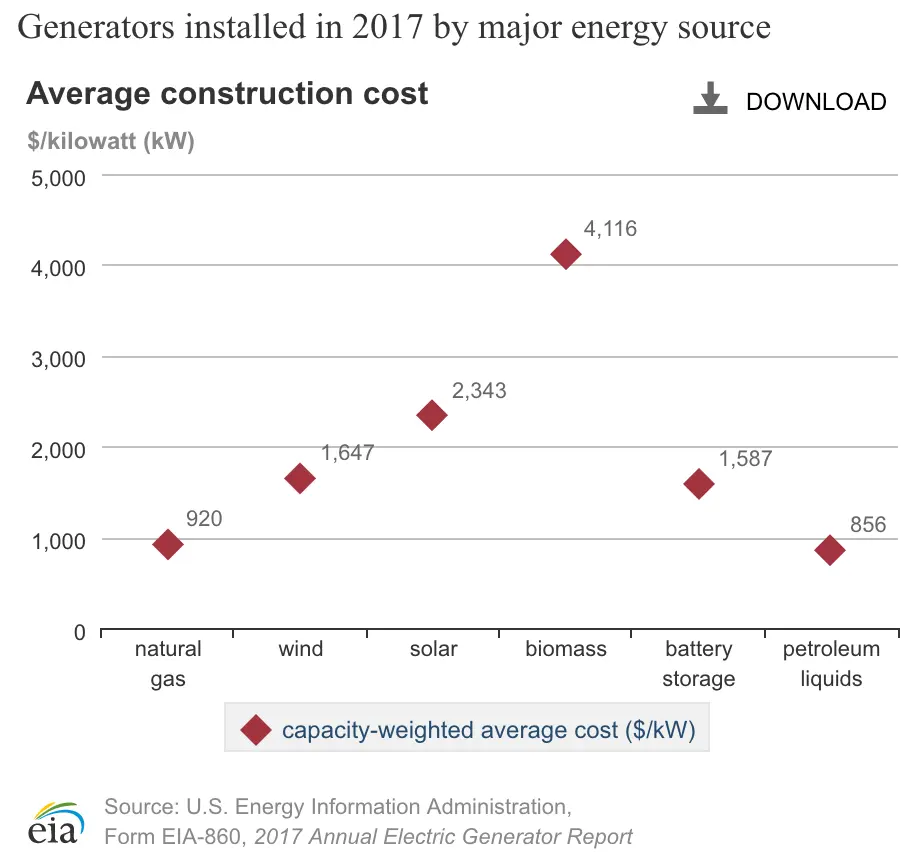 Generators installed in 2017 by major energy source
Average construction cost
DOWNLOAD
$/kilowatt (kW)
5,000
4,116
4,000
3,000
2,343
2,000
1,647
1,587
920
856
1,000
0
natural gas
wind
solar
biomass
battery storage
petroleum liquids
capacity-weighted average cost ($/kW)
eia
Source: U.S. Energy Information Administration,
Form EIA-860, 2017 Annual Electric Generator Report